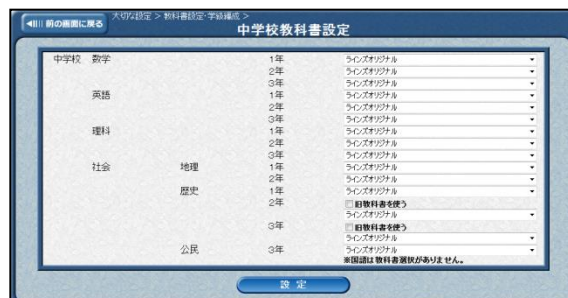 前の画面に戻る
大切な設定 > 教科書設定・学級編成 >
中学校教科書設定
中学校 数学 1年 ラインズオリジナル
2年 ラインズオリジナル
3年 ラインズオリジナル
英語 1年 ラインズオリジナル
2年 ラインズオリジナル
3年 ラインズオリジナル
理科 1年 ラインズオリジナル
2年 ラインズオリジナル
3年 ラインズオリジナル
社会 地理 1年 ラインズオリジナル
2年 ラインズオリジナル
歴史 1年 ラインズオリジナル
2年 旧教科書を使う
ラインズオリジナル
3年 旧教科書を使う
ラインズオリジナル
公民 3年 ラインズオリジナル
※国語は教科書選択がありません。
設 定